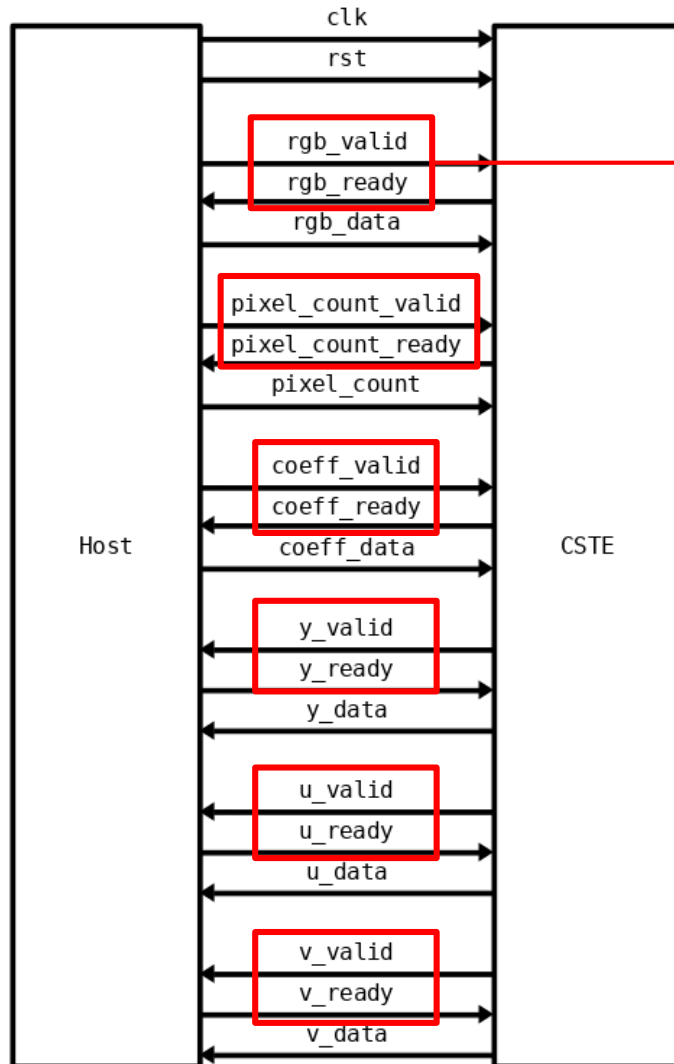 clk
rst
rgb_valid
rgb_ready
rgb_data
pixel_count_valid
pixel_count_ready
pixel_count
coeff_valid
coeff_ready
Host
coeff_data
CSTE
y_valid
y_ready
y_data
u_valid
u_ready
u_data
v_valid
v_ready
v_data